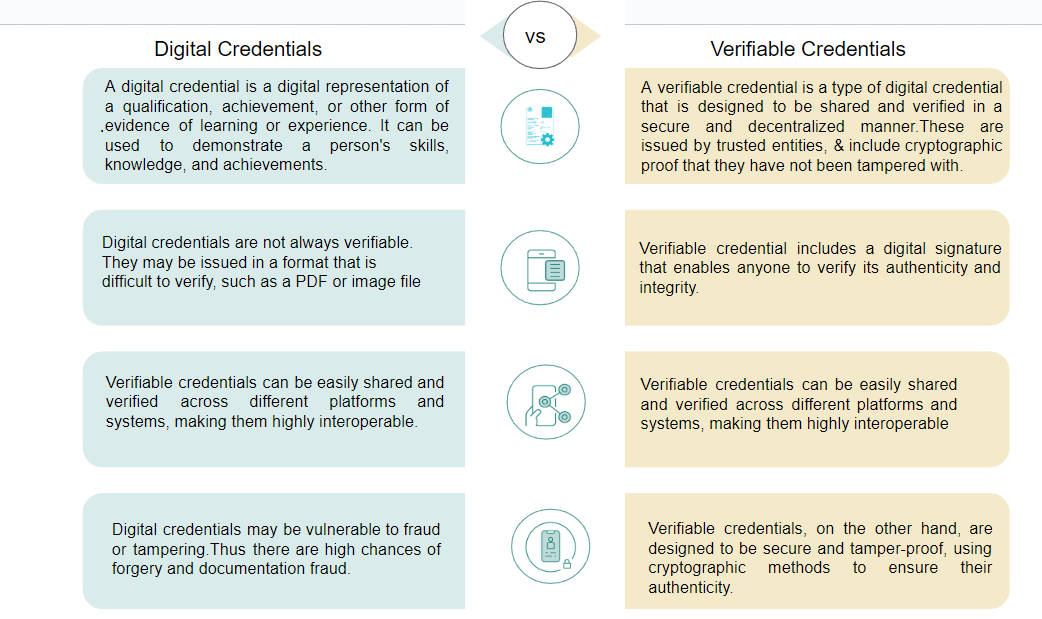 VS
Digital Credentials
Verifiable Credentials
A digital credential is a digital representation of
a qualification, achievement, or other form of
.evidence of learning or experience. It can be
used to demonstrate a person's skills,
knowledge, and achievements.
A verifiable credential is a type of digital credential
that is designed to be shared and verified in a
secure and decentralized manner.These are
issued by trusted entities, & include cryptographic
proof that they have not been tampered with.
Digital credentials are not always verifiable.
They may be issued in a format that is
difficult to verify, such as a PDF or image file
Verifiable credential includes a digital signature
that enables anyone to verify its authenticity and
integrity.
Verifiable credentials can be easily shared and
verified across different platforms and
systems, making them highly interoperable.
Verifiable credentials can be easily shared
and verified across different platforms and
systems, making them highly interoperable
Digital credentials may be vulnerable to fraud
or tampering.Thus there are high chances of
forgery and documentation fraud.
Verifiable credentials, on the other hand, are
designed to be secure and tamper-proof, using
cryptographic methods to ensure their
authenticity.